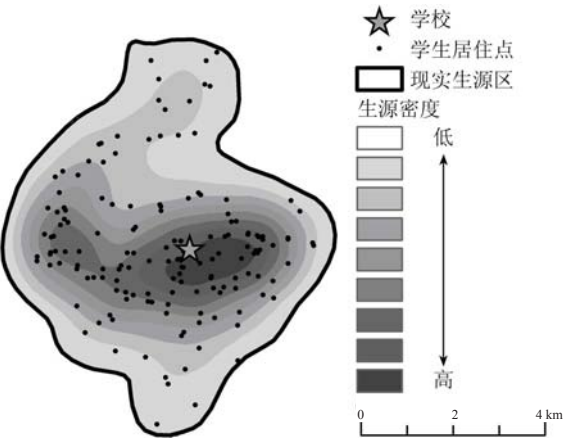 学校
学生居住点
现实生源区
生源密度
低
高
0 2 4 km